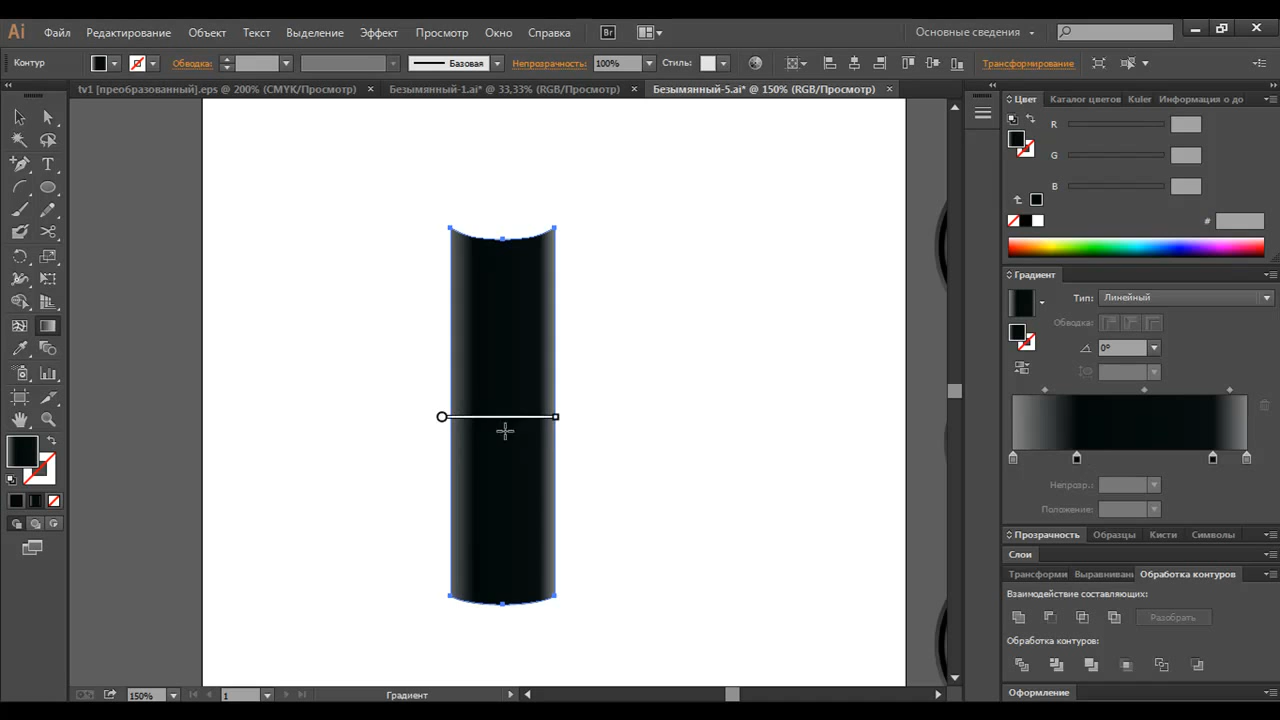 Ai Файл Редактирование Объект Текст Выделение Эффект Просмотр Окно Справка Br Основные сведения
Контур Обводка: Базовая Непрозрачность: 100% Стиль: Трансформирование
tv1 [преобразованный].eps @ 200% (CMYK/Просмотр) × Безымянный-1.ai* @ 33,33% (RGB/Просмотр) × Безымянный-5.ai* @ 150% (RGB/Просмотр) ×
Цвет Каталог цветов Kuler Информация о до
R
G
B
#
Градиент
Тип: Линейный
Обводка:
0°
Непрозр.:
Положение:
Прозрачность Образцы Кисти Символы
Слои
Трансформи Выравниван Обработка контуров
Взаимодействие составляющих:
Разобрать
Обработка контуров:
Оформление
150% 1 Градиент